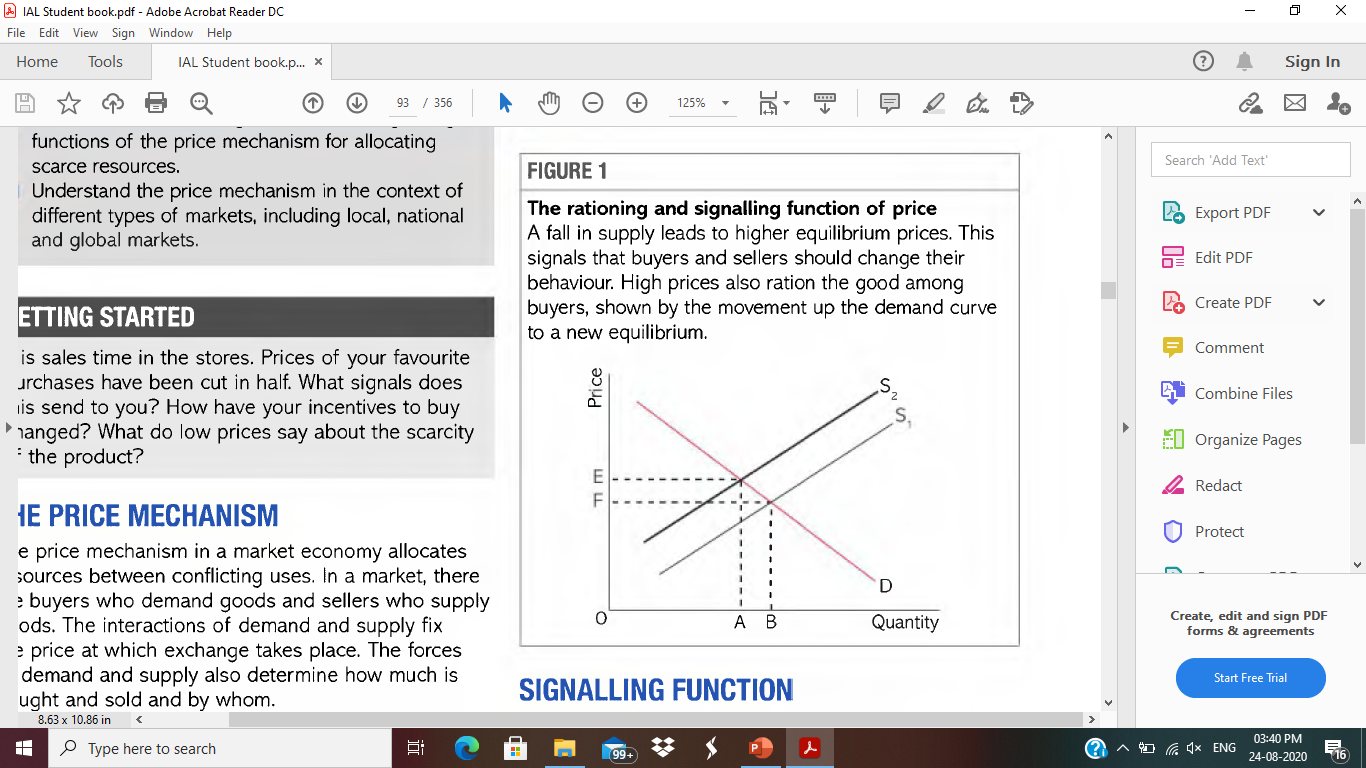 IAL Student book.pdf - Adobe Acrobat Reader DC
File Edit View Sign Window Help
Home Tools IAL Student book.p... ×
Sign In
93 / 356
125%
functions of the price mechanism for allocating
scarce resources.
Understand the price mechanism in the context of
different types of markets, including local, national
and global markets.
ETTING STARTED
is sales time in the stores. Prices of your favourite
urchases have been cut in half. What signals does
is send to you? How have your incentives to buy
hanged? What do low prices say about the scarcity
f the product?
HE PRICE MECHANISM
e price mechanism in a market economy allocates
sources between conflicting uses. In a market, there
e buyers who demand goods and sellers who supply
ods. The interactions of demand and supply fix
e price at which exchange takes place. The forces
demand and supply also determine how much is
ught and sold and by whom.
8.63 x 10.86 in
FIGURE 1
The rationing and signalling function of price
A fall in supply leads to higher equilibrium prices. This
signals that buyers and sellers should change their
behaviour. High prices also ration the good among
buyers, shown by the movement up the demand curve
to a new equilibrium.
Price
S2
S1
E
F
D
O
A B Quantity
SIGNALLING FUNCTION
Search 'Add Text'
Export PDF
Edit PDF
Create PDF
Comment
Combine Files
Organize Pages
Redact
Protect
Create, edit and sign PDF
forms & agreements
Start Free Trial
Type here to search
99+
ENG
03:40 PM
24-08-2020
16